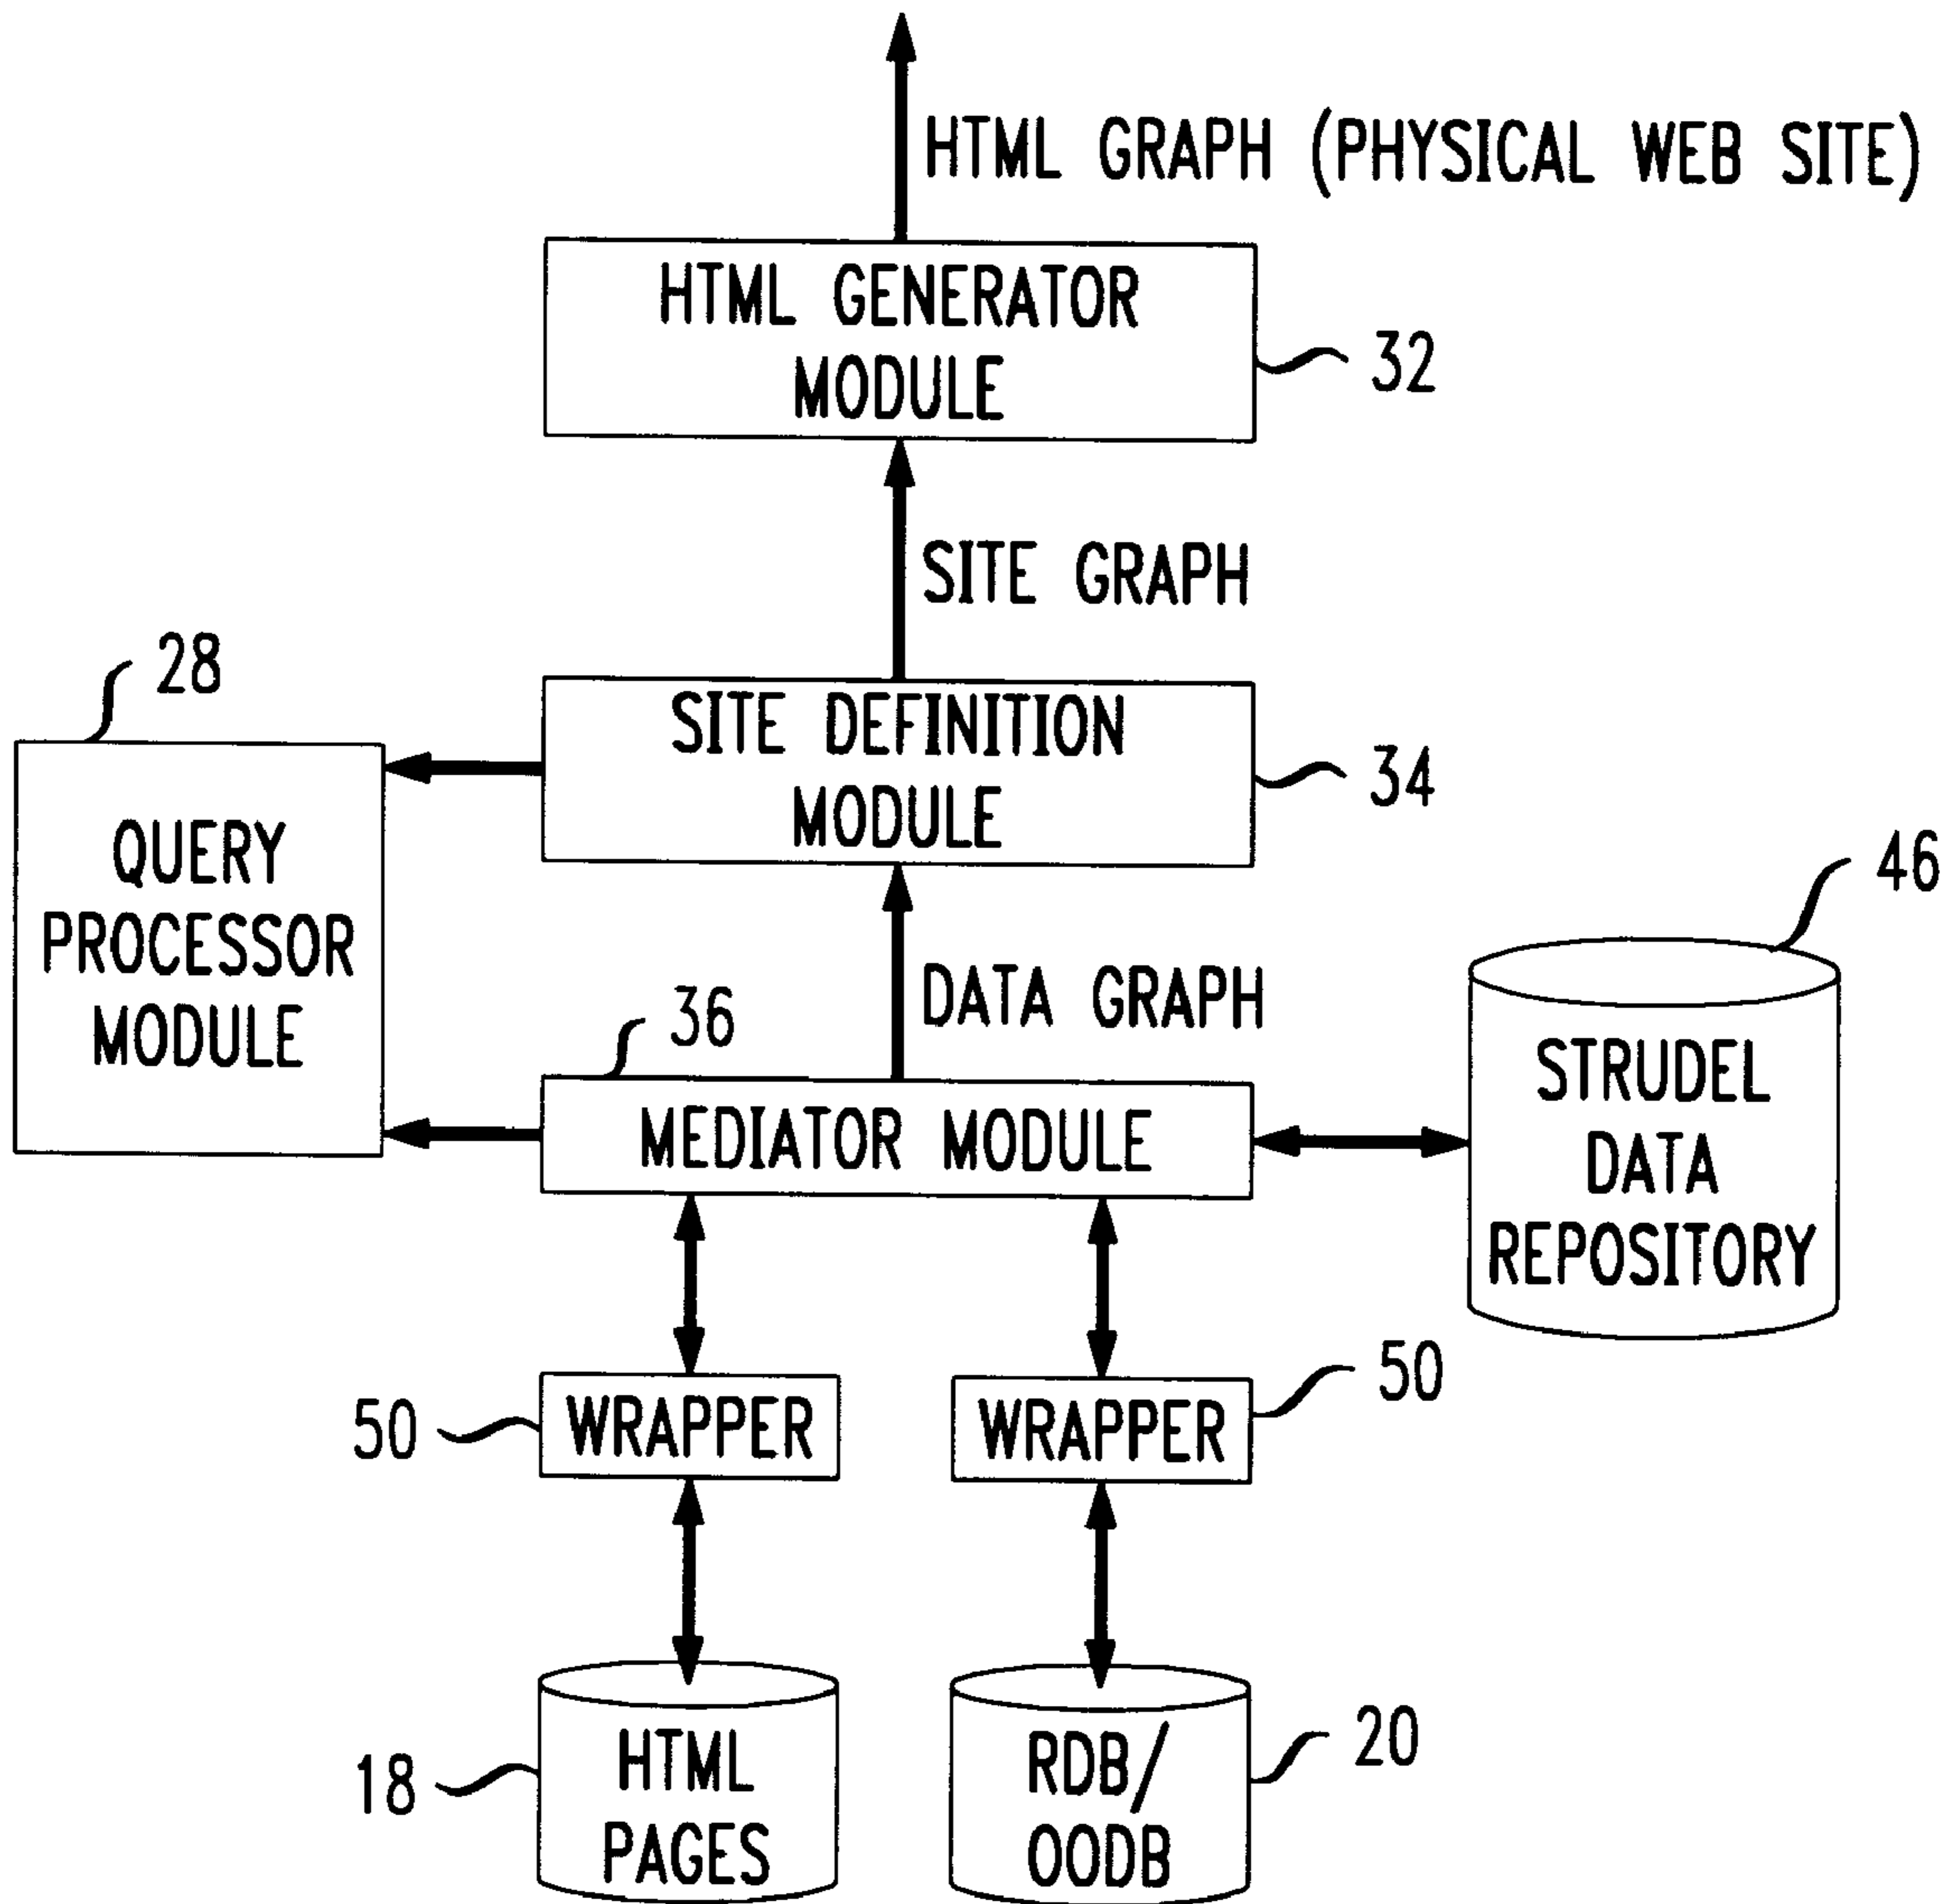 HTML GRAPH (PHYSICAL WEB SITE)
HTML GENERATOR
MODULE
32
SITE GRAPH
28
SITE DEFINITION
MODULE
34
QUERY
PROCESSOR
MODULE
46
DATA GRAPH
36
MEDIATOR MODULE
STRUDEL
DATA
REPOSITORY
50
WRAPPER
WRAPPER
50
18
HTML
PAGES
RDB/
OODB
20